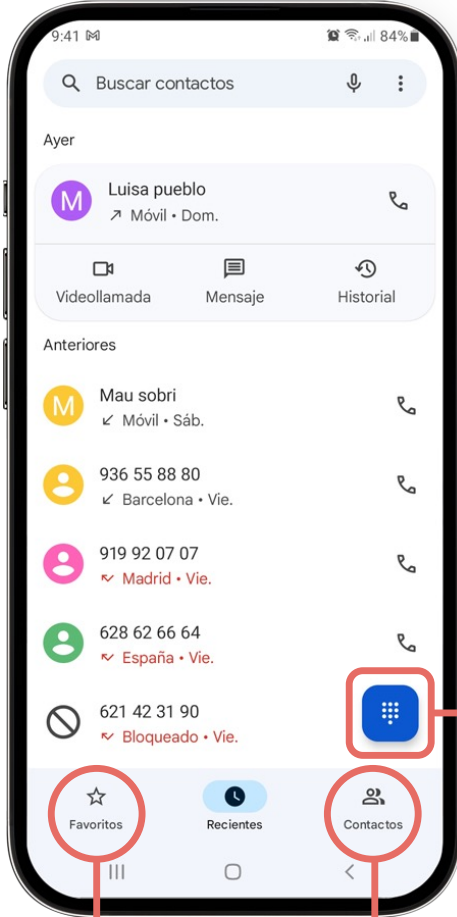 9:41 84%
Buscar contactos
Ayer
M Luisa pueblo
Móvil • Dom.
Videollamada Mensaje Historial
Anteriores
M Mau sobri
Móvil • Sáb.
936 55 88 80
Barcelona • Vie.
919 92 07 07
Madrid • Vie.
628 62 66 64
España • Vie.
621 42 31 90
Bloqueado • Vie.
Favoritos Recientes Contactos